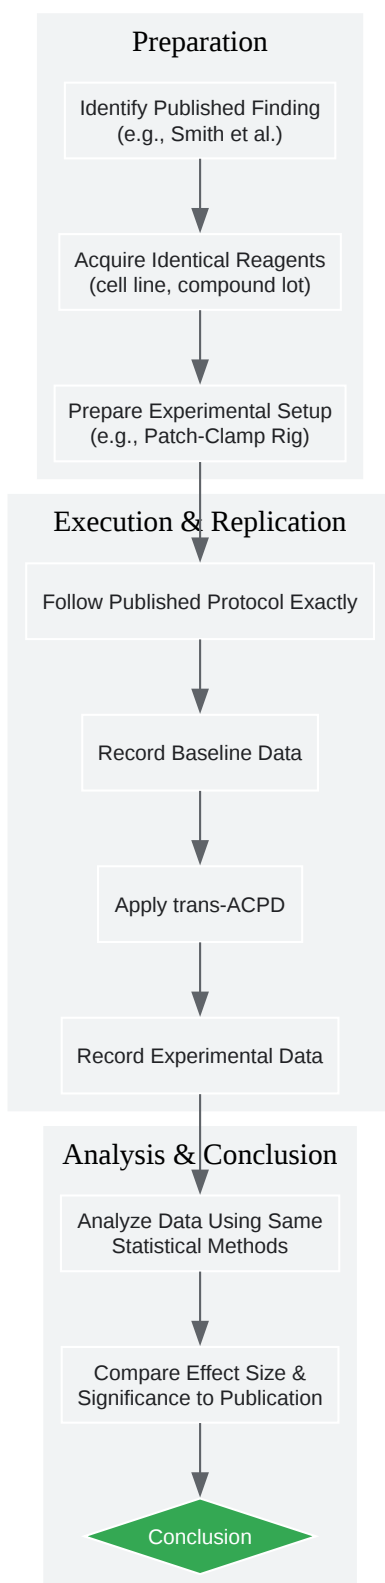 Preparation
Identify Published Finding
(e.g., Smith et al.)
Acquire Identical Reagents
(cell line, compound lot)
Prepare Experimental Setup
(e.g., Patch-Clamp Rig)
Execution & Replication
Follow Published Protocol Exactly
Record Baseline Data
Apply trans-ACPD
Record Experimental Data
Analysis & Conclusion
Analyze Data Using Same
Statistical Methods
Compare Effect Size &
Significance to Publication
Conclusion